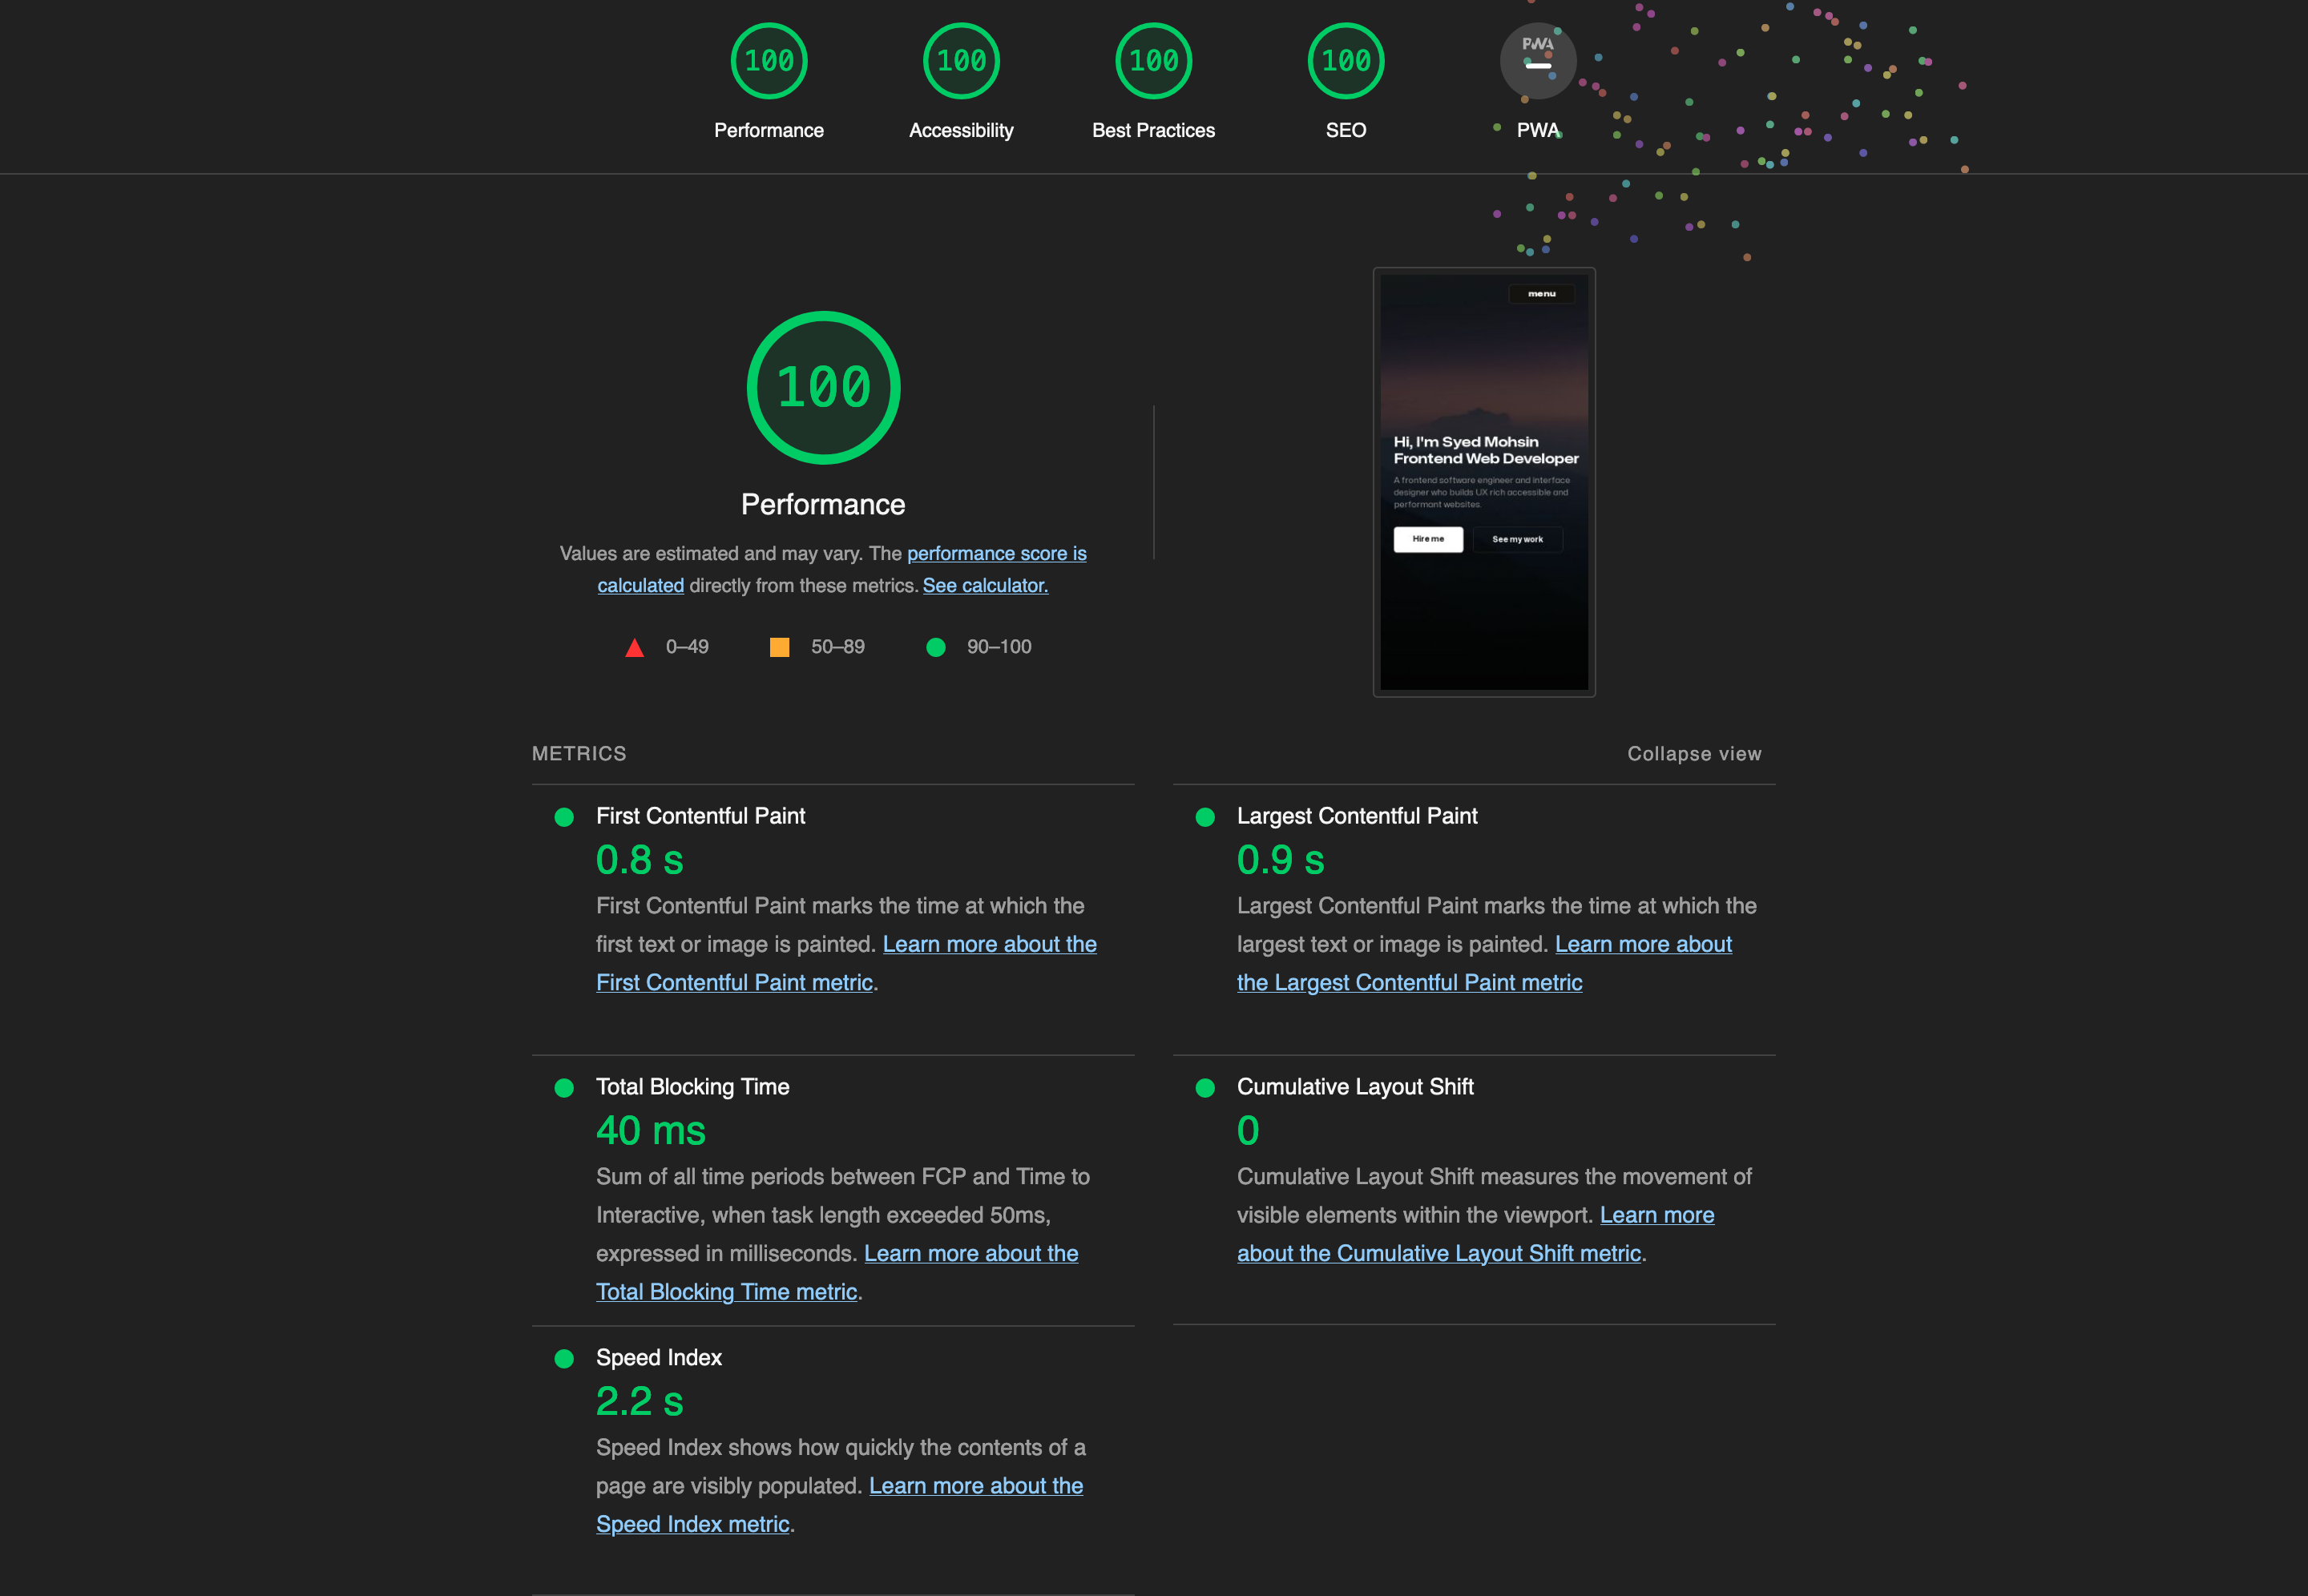 100
100
100
100
PWA
Performance
Accessibility
Best Practices
SEO
PWA
100
Performance
Values are estimated and may vary. The performance score is
calculated directly from these metrics. See calculator.
0–49
50–89
90–100
menu
Hi, I'm Syed Mohsin
Frontend Web Developer
A frontend software engineer and interface
designer who builds UX rich accessible and
performant websites.
Hire me
See my work
METRICS
Collapse view
First Contentful Paint
0.8 s
First Contentful Paint marks the time at which the
first text or image is painted. Learn more about the
First Contentful Paint metric.
Largest Contentful Paint
0.9 s
Largest Contentful Paint marks the time at which the
largest text or image is painted. Learn more about
the Largest Contentful Paint metric
Total Blocking Time
40 ms
Sum of all time periods between FCP and Time to
Interactive, when task length exceeded 50ms,
expressed in milliseconds. Learn more about the
Total Blocking Time metric.
Cumulative Layout Shift
0
Cumulative Layout Shift measures the movement of
visible elements within the viewport. Learn more
about the Cumulative Layout Shift metric.
Speed Index
2.2 s
Speed Index shows how quickly the contents of a
page are visibly populated. Learn more about the
Speed Index metric.